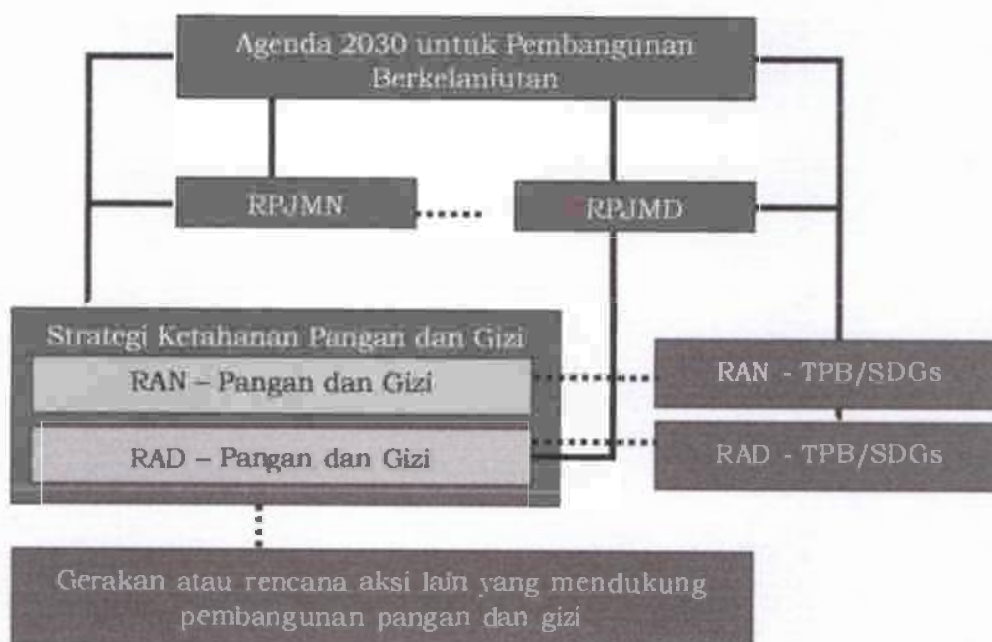 Agenda 2030 untuk Pembangunan
Berkelanjutan
RPJMN
RPJMD
Strategi Ketahanan Pangan dan Gizi
RAN – Pangan dan Gizi
RAD – Pangan dan Gizi
RAN - TPB/SDGs
RAD - TPB/SDGs
Gerakan atau rencana aksi lain yang mendukung
pembangunan pangan dan gizi